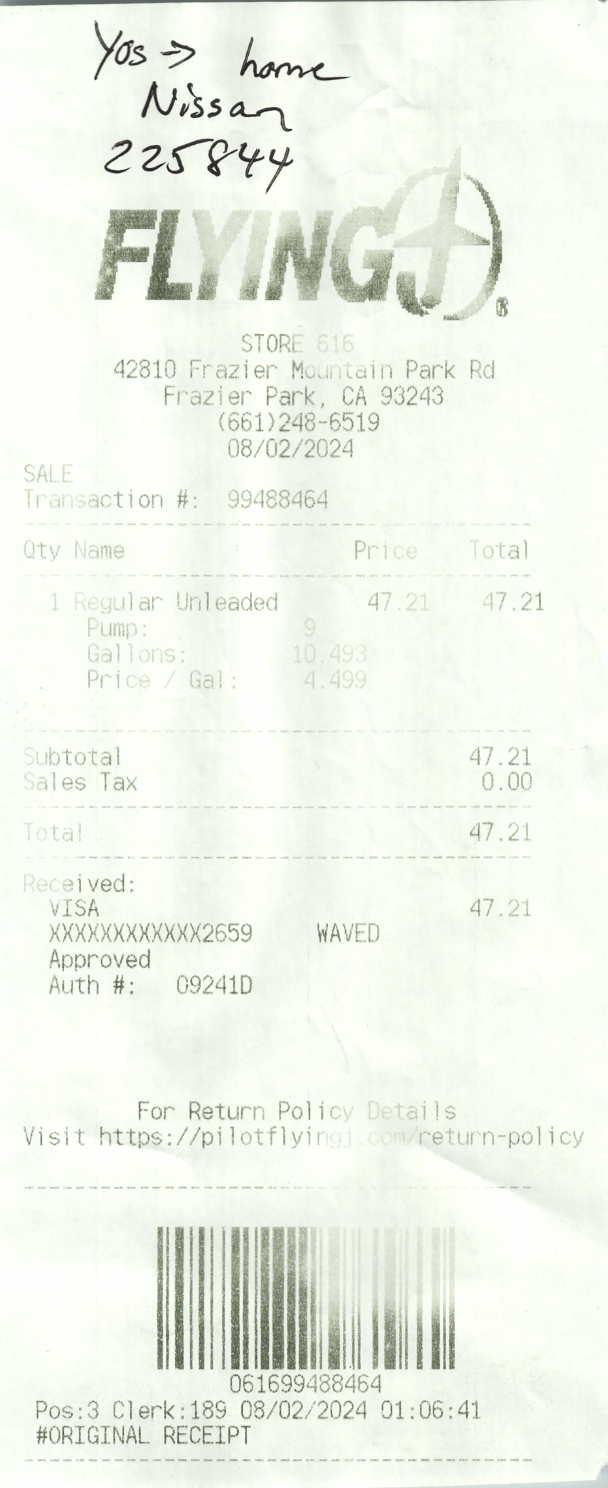 Yos → home
Nissan
225844
FLYING J ®
STORE 616
42810 Frazier Mountain Park Rd
Frazier Park, CA 93243
(661)248-6519
08/02/2024
SALE
Transaction #: 99488464
Qty Name Price Total
1 Regular Unleaded 47.21 47.21
Pump: 9
Gallons: 10.493
Price / Gal: 4.499
Subtotal 47.21
Sales Tax 0.00
Total 47.21
Received:
VISA 47.21
XXXXXXXXXXXX2659 WAVED
Approved
Auth #: 09241D
For Return Policy Details
Visit https://pilotflyingj.com/return-policy
061699488464
Pos:3 Clerk:189 08/02/2024 01:06:41
#ORIGINAL RECEIPT